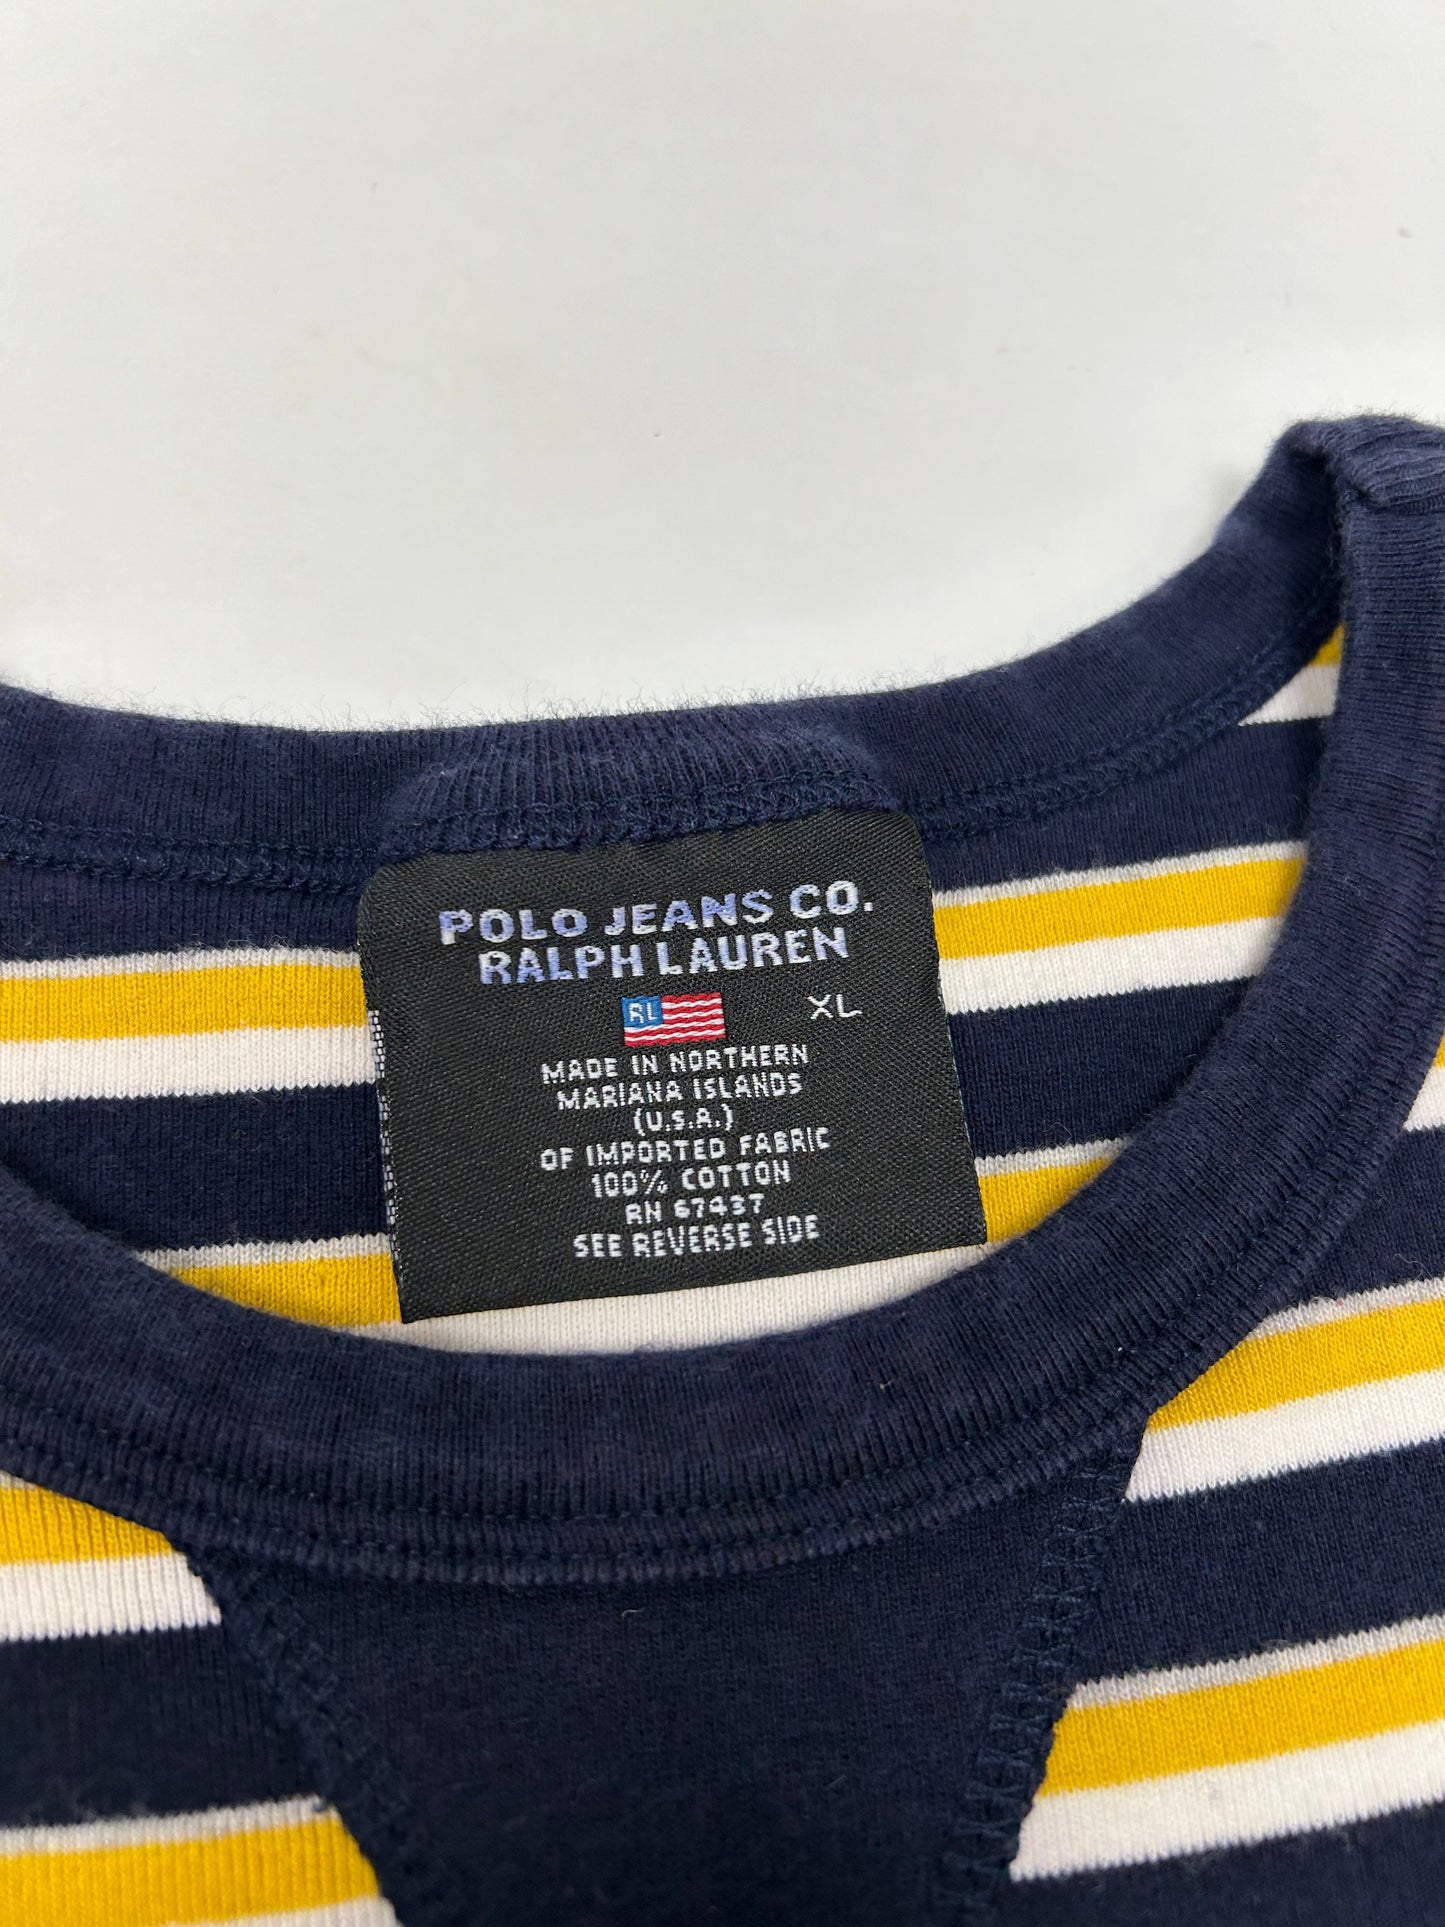 POLO JEANS CO.
RALPH LAUREN
RL XL
MADE IN NORTHERN
MARIANA ISLANDS
(U.S.A.)
OF IMPORTED FABRIC
100% COTTON
RN 67437
SEE REVERSE SIDE